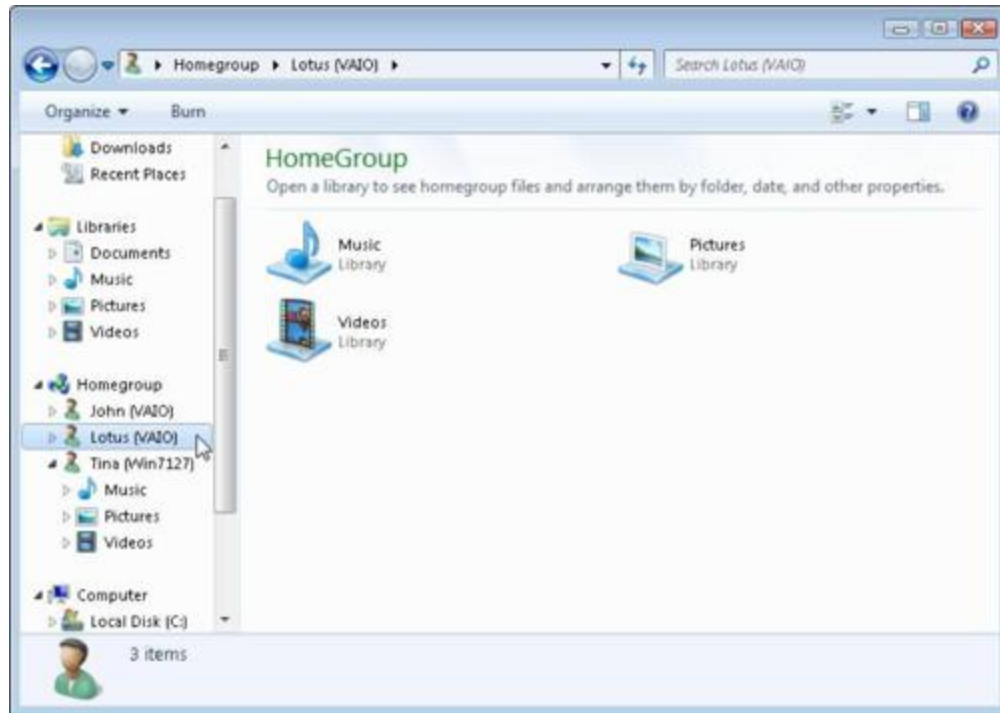 Homegroup Lotus (VAIO)
Search Lotus (VAIO)
Organize Burn
Downloads
Recent Places
Libraries
Documents
Music
Pictures
Videos
Homegroup
John (VAIO)
Lotus (VAIO)
Tina (Win7127)
Music
Pictures
Videos
Computer
Local Disk (C:)
HomeGroup
Open a library to see homegroup files and arrange them by folder, date, and other properties.
Music
Library
Pictures
Library
Videos
Library
3 items